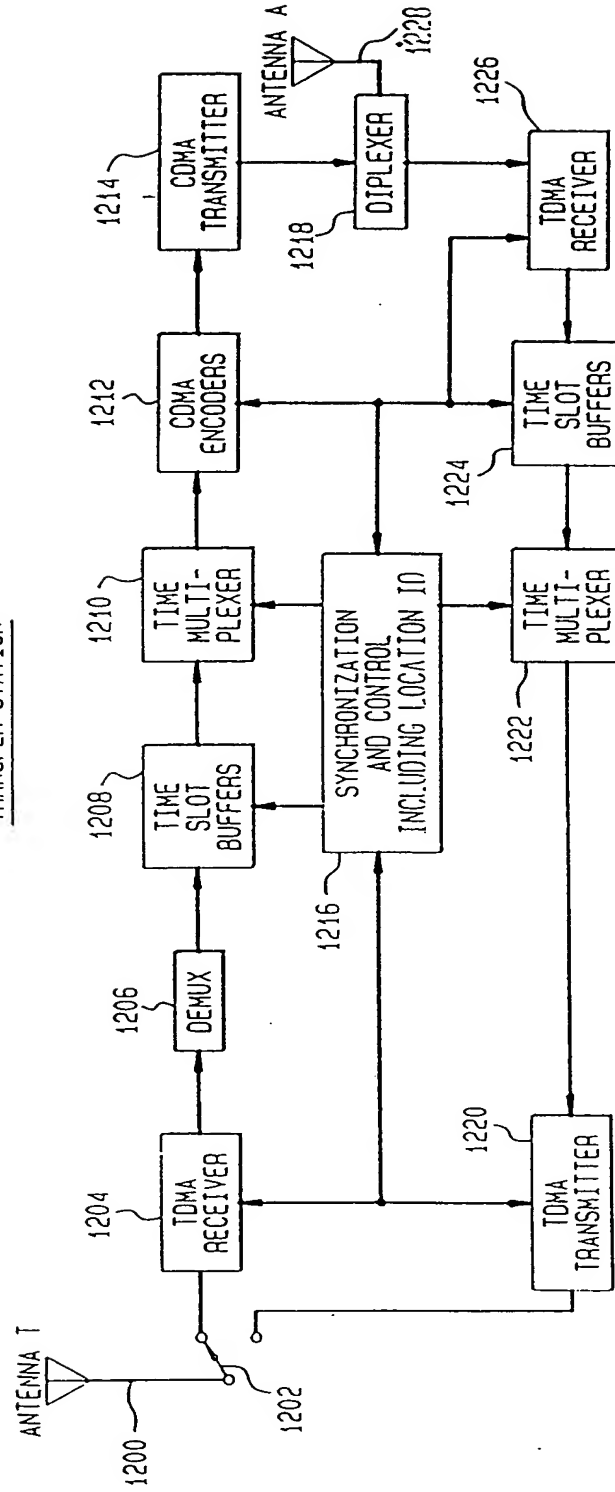 TRANSFER STATION
ANTENNA T
1200
1202
1204
TDMA
RECEIVER
1206
DEMUX
1208
TIME
SLOT
BUFFERS
1210
TIME
MULTI-
PLEXER
1212
CDMA
ENCODERS
1214
CDMA
TRANSMITTER
ANTENNA A
1228
1218
DIPLEXER
1216
SYNCHRONIZATION
AND CONTROL
INCLUDING LOCATION ID
1220
TDMA
TRANSMITTER
1222
TIME
MULTI-
PLEXER
1224
TIME
SLOT
BUFFERS
1226
TDMA
RECEIVER